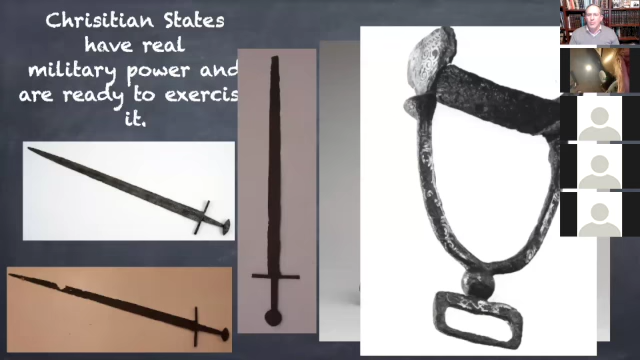 Chrisitian States
have real
military power and
are ready to exercis
it.